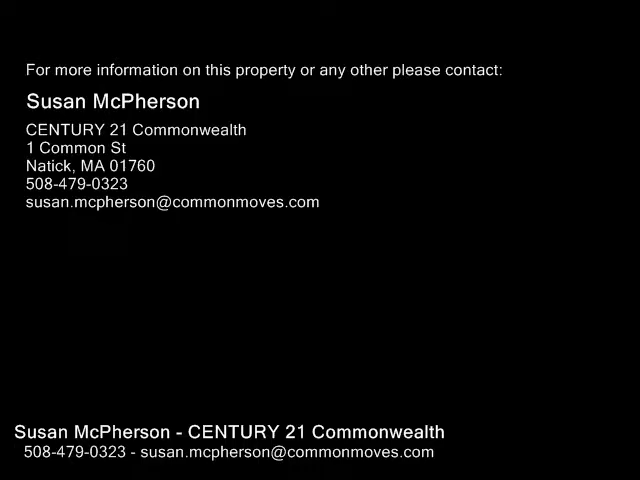 For more information on this property or any other please contact:
Susan McPherson
CENTURY 21 Commonwealth
1 Common St
Natick, MA 01760
508-479-0323
susan.mcpherson@commonmoves.com
Susan McPherson - CENTURY 21 Commonwealth
508-479-0323 - susan.mcpherson@commonmoves.com